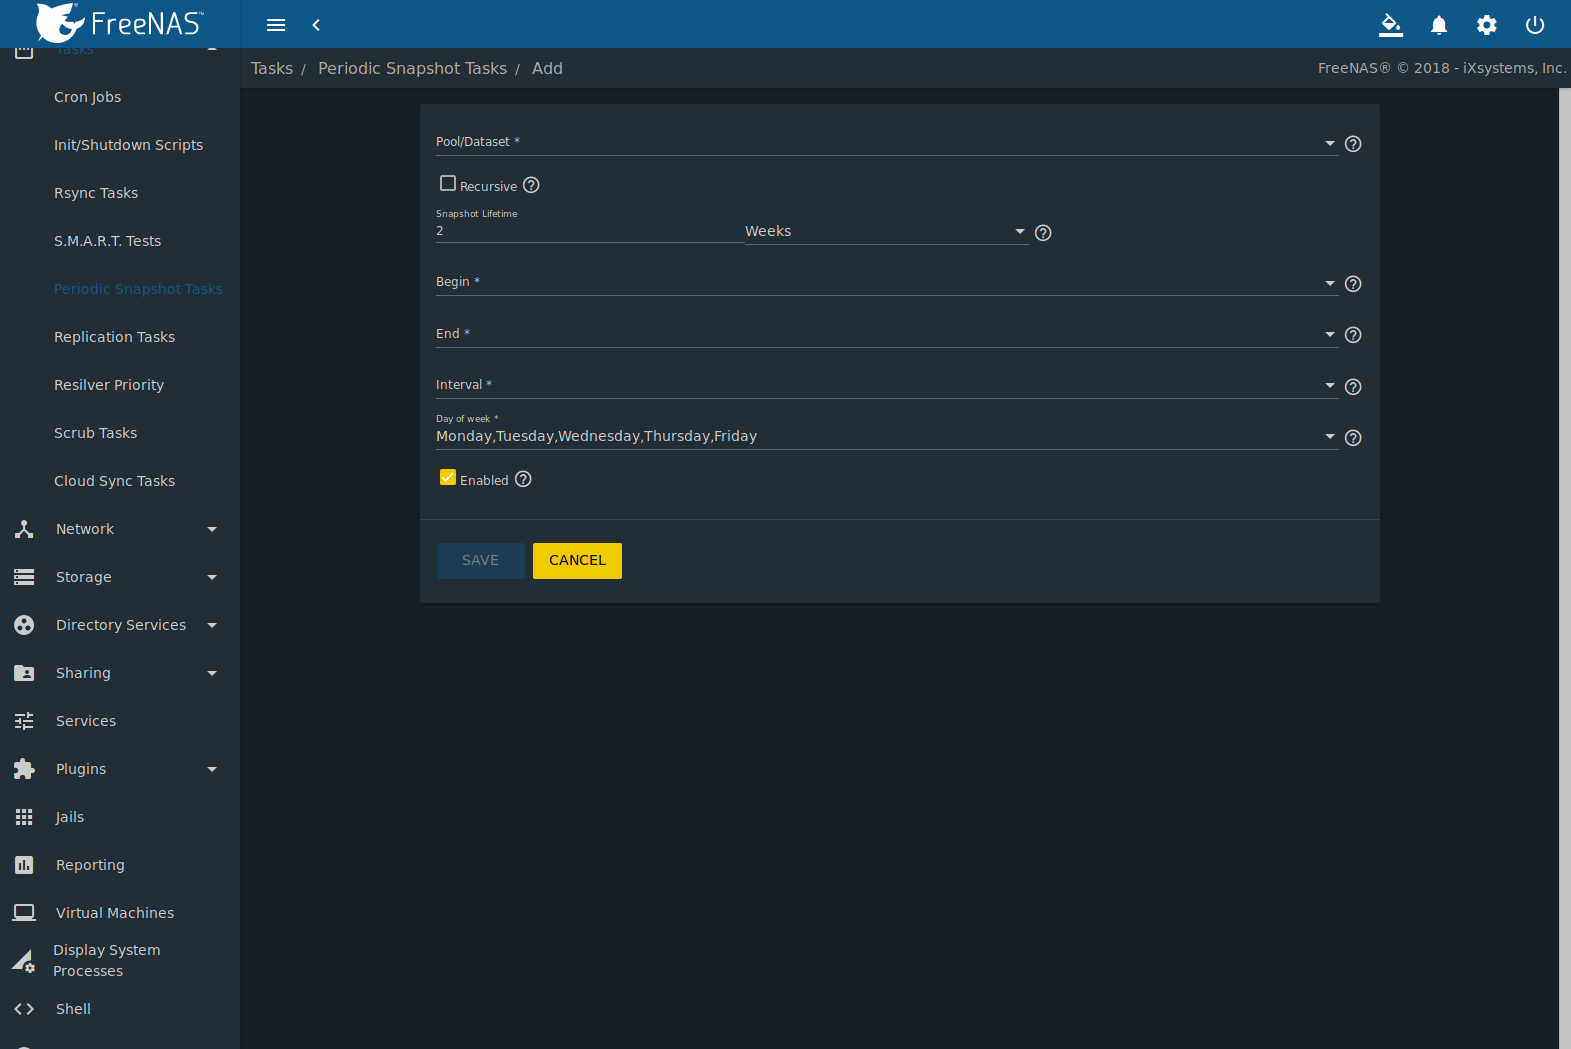 FreeNAS™
Tasks
Tasks / Periodic Snapshot Tasks / Add
FreeNAS® © 2018 - iXsystems, Inc.
Cron Jobs
Init/Shutdown Scripts
Rsync Tasks
S.M.A.R.T. Tests
Periodic Snapshot Tasks
Replication Tasks
Resilver Priority
Scrub Tasks
Cloud Sync Tasks
Network
Storage
Directory Services
Sharing
Services
Plugins
Jails
Reporting
Virtual Machines
Display System
Processes
Shell
Pool/Dataset *
Recursive
Snapshot Lifetime
2 Weeks
Begin *
End *
Interval *
Day of week *
Monday,Tuesday,Wednesday,Thursday,Friday
Enabled
SAVE CANCEL